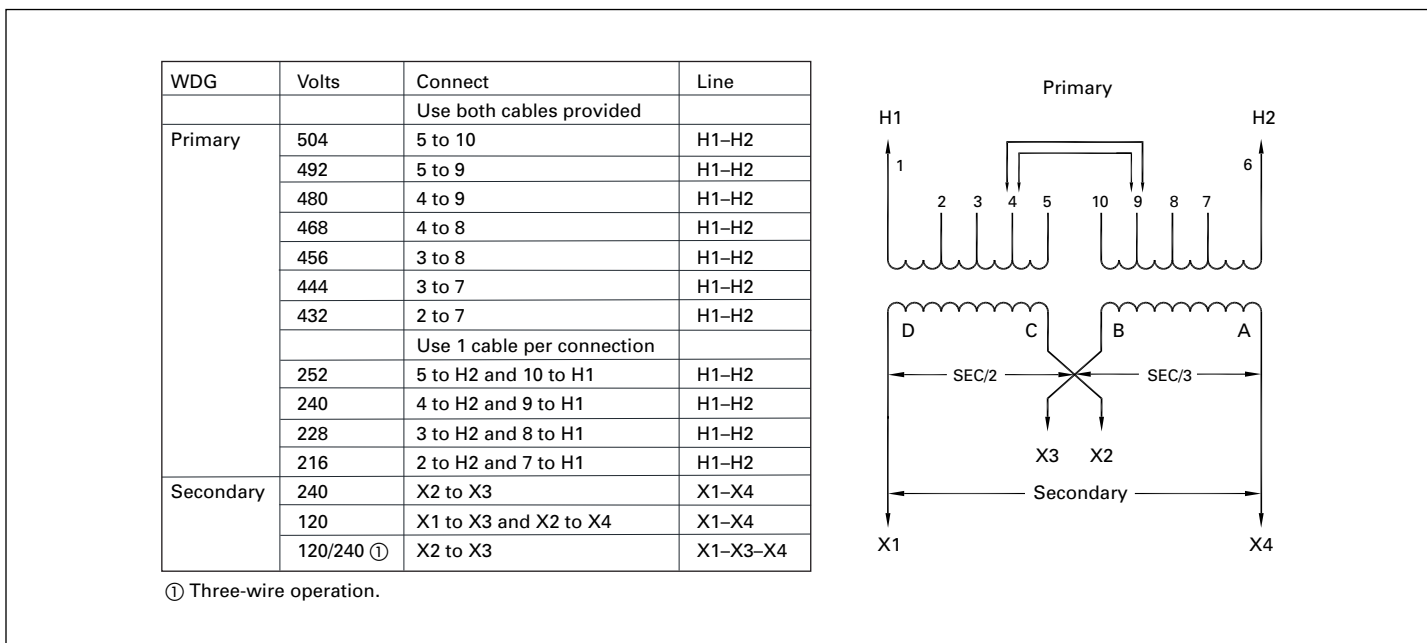 WDG Volts Connect Line
Use both cables provided
Primary 504 5 to 10 H1–H2
492 5 to 9 H1–H2
480 4 to 9 H1–H2
468 4 to 8 H1–H2
456 3 to 8 H1–H2
444 3 to 7 H1–H2
432 2 to 7 H1–H2
Use 1 cable per connection
252 5 to H2 and 10 to H1 H1–H2
240 4 to H2 and 9 to H1 H1–H2
228 3 to H2 and 8 to H1 H1–H2
216 2 to H2 and 7 to H1 H1–H2
Secondary 240 X2 to X3 X1–X4
120 X1 to X3 and X2 to X4 X1–X4
120/240 ① X2 to X3 X1–X3–X4
① Three-wire operation.
Primary
H1 H2
1 6
2 3 4 5 10 9 8 7
D C B A
SEC/2 SEC/3
X3 X2
Secondary
X1 X4